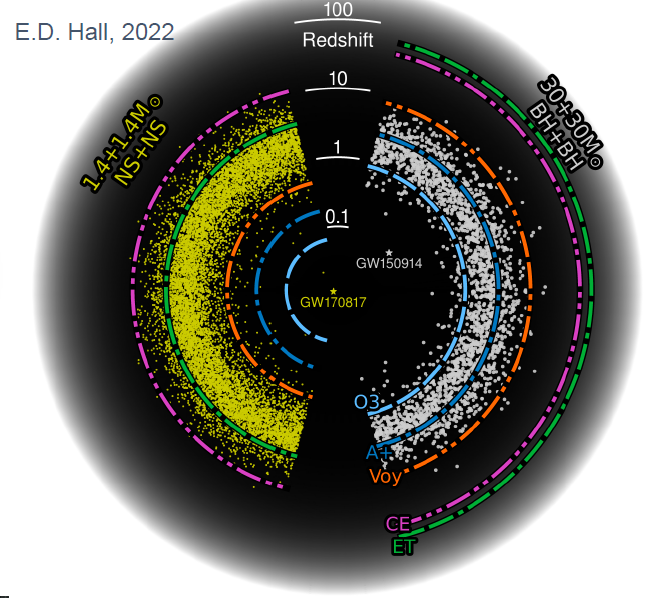 E.D. Hall, 2022
100
Redshift
10
1
0.1
1.4+1.4M☉
NS+NS
30+30M☉
BH+BH
GW150914
GW170817
O3
A+
Voy
CE
ET